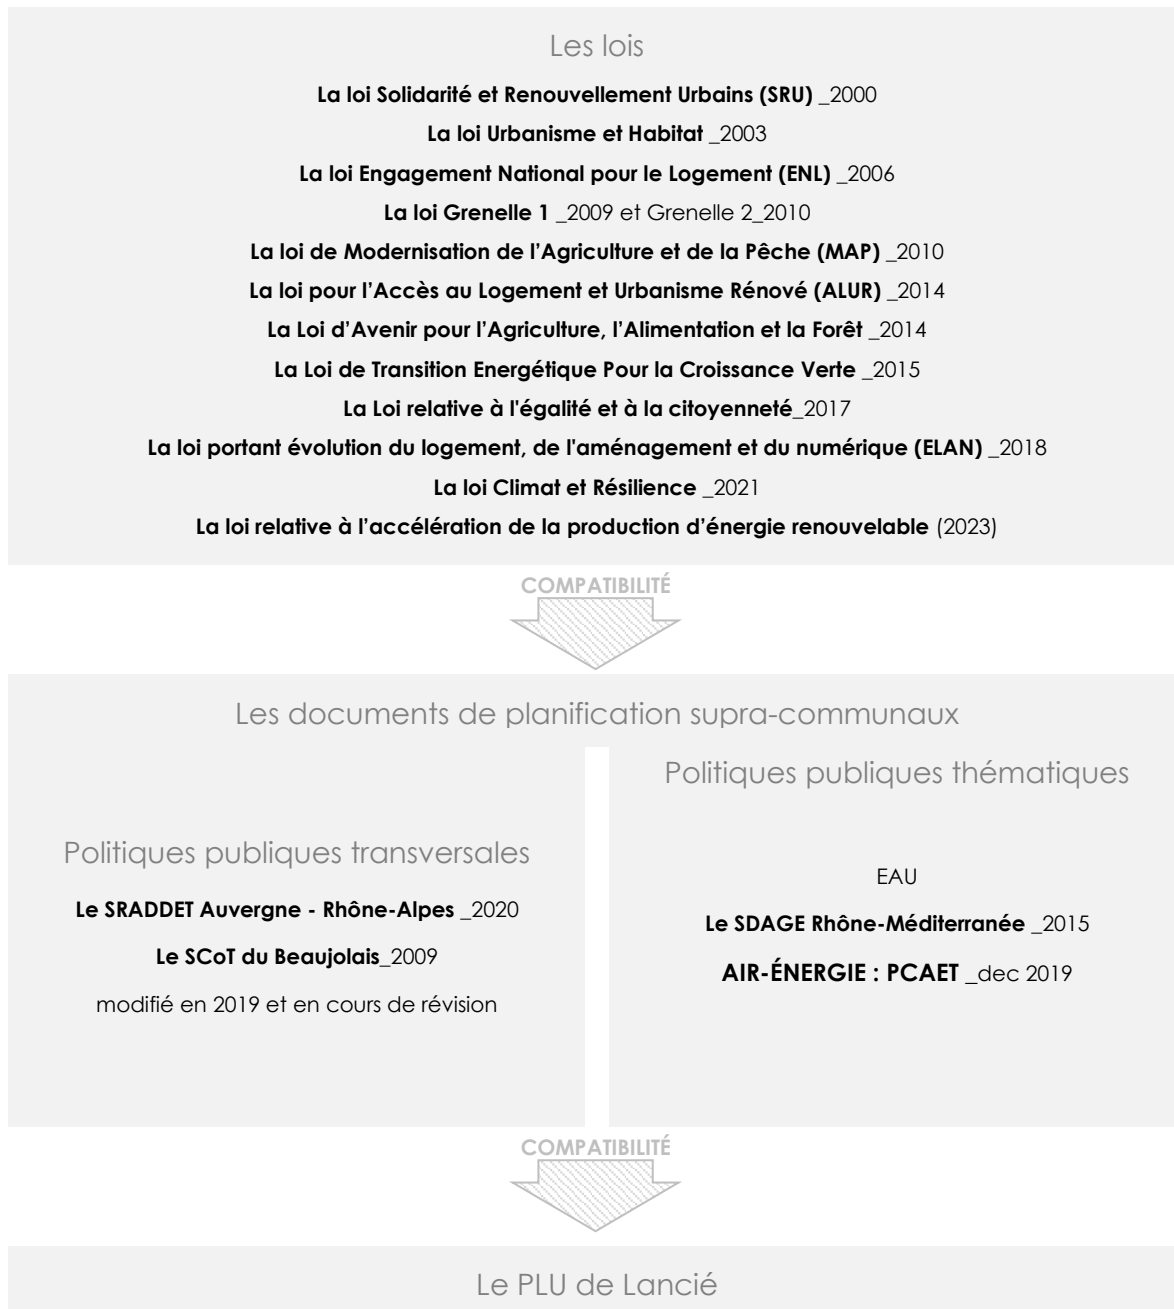 Les lois
La loi Solidarité et Renouvellement Urbains (SRU) _2000
La loi Urbanisme et Habitat _2003
La loi Engagement National pour le Logement (ENL) _2006
La loi Grenelle 1 _2009 et Grenelle 2_2010
La loi de Modernisation de l’Agriculture et de la Pêche (MAP) _2010
La loi pour l’Accès au Logement et Urbanisme Rénové (ALUR) _2014
La Loi d’Avenir pour l’Agriculture, l’Alimentation et la Forêt _2014
La Loi de Transition Energétique Pour la Croissance Verte _2015
La Loi relative à l'égalité et à la citoyenneté_2017
La loi portant évolution du logement, de l'aménagement et du numérique (ELAN) _2018
La loi Climat et Résilience _2021
La loi relative à l’accélération de la production d’énergie renouvelable (2023)
COMPATIBILITÉ
Les documents de planification supra-communaux
Politiques publiques transversales
Le SRADDET Auvergne - Rhône-Alpes _2020
Le SCoT du Beaujolais_2009
modifié en 2019 et en cours de révision
Politiques publiques thématiques
EAU
Le SDAGE Rhône-Méditerranée _2015
AIR-ÉNERGIE : PCAET _dec 2019
COMPATIBILITÉ
Le PLU de Lancié